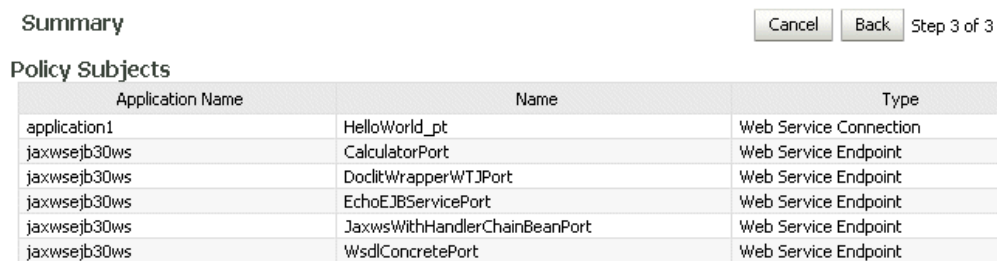 Summary Cancel Back Step 3 of 3
Policy Subjects
Application Name Name Type
application1 HelloWorld_pt Web Service Connection
jaxwsejb30ws CalculatorPort Web Service Endpoint
jaxwsejb30ws DoclitWrapperWTJPort Web Service Endpoint
jaxwsejb30ws EchoEJBServicePort Web Service Endpoint
jaxwsejb30ws JaxwsWithHandlerChainBeanPort Web Service Endpoint
jaxwsejb30ws WsdlConcretePort Web Service Endpoint